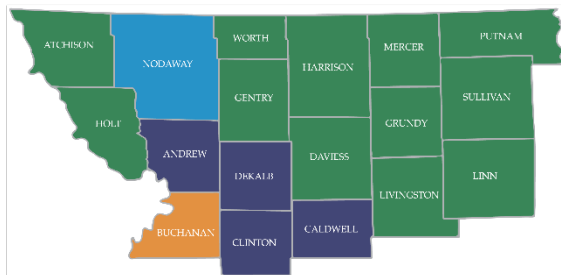 ATCHISON
NODAWAY
WORTH
HARRISON
MERCER
PUTNAM
HOLT
GENTRY
GRUNDY
SULLIVAN
ANDREW
DEKALB
DAVIESS
LIVINGSTON
LINN
BUCHANAN
CLINTON
CALDWELL